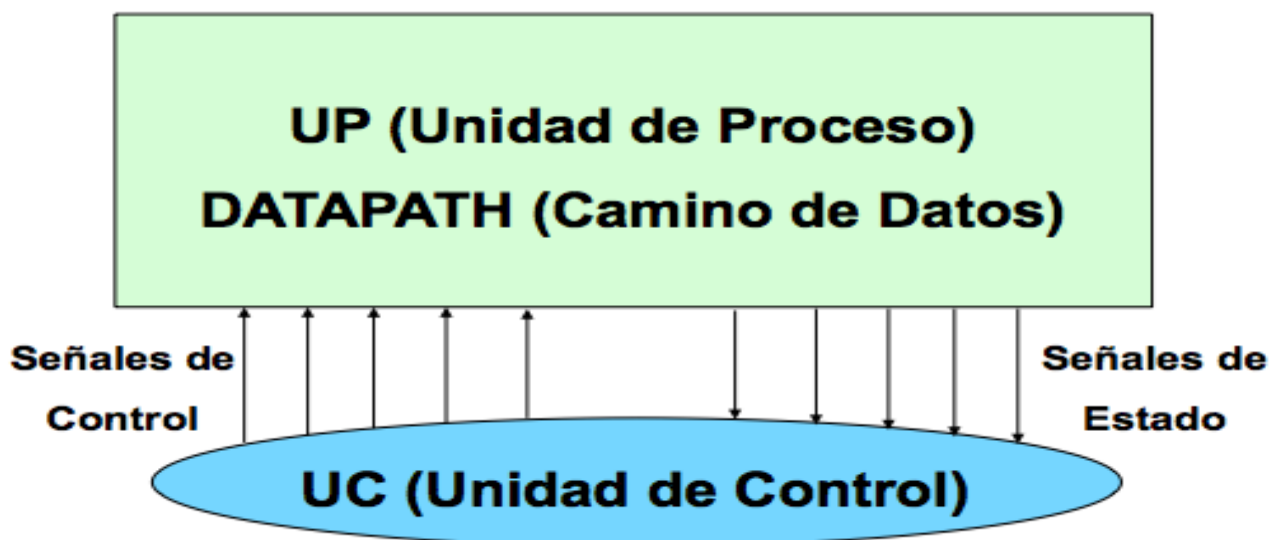 UP (Unidad de Proceso)
DATAPATH (Camino de Datos)
Señales de
Control
Señales de
Estado
UC (Unidad de Control)